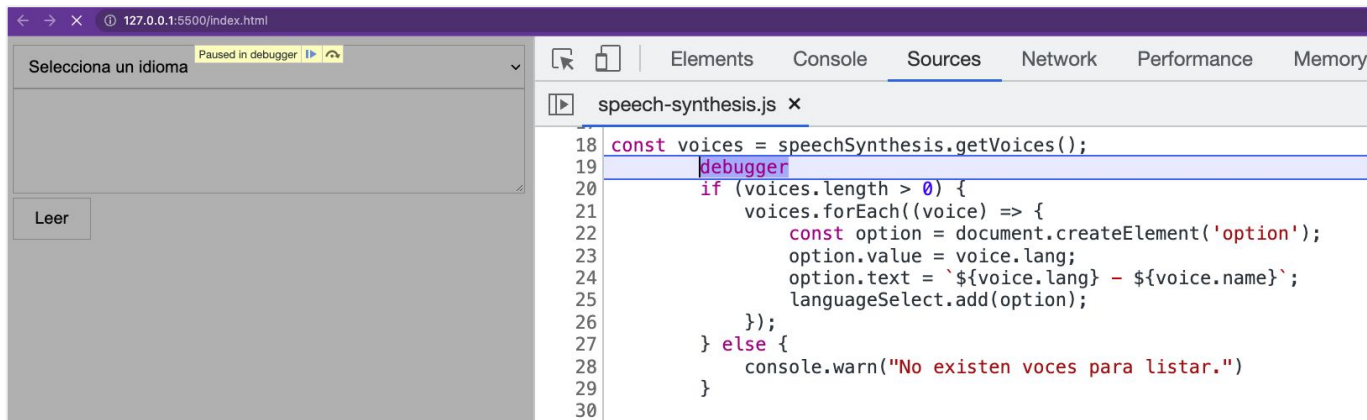 127.0.0.1:5500/index.html
Paused in debugger
Selecciona un idioma
Leer
Elements Console Sources Network Performance Memory
speech-synthesis.js ×
18 const voices = speechSynthesis.getVoices();
19 debugger
20 if (voices.length > 0) {
21 voices.forEach((voice) => {
22 const option = document.createElement('option');
23 option.value = voice.lang;
24 option.text = `${voice.lang} – ${voice.name}`;
25 languageSelect.add(option);
26 });
27 } else {
28 console.warn("No existen voces para listar.")
29 }
30